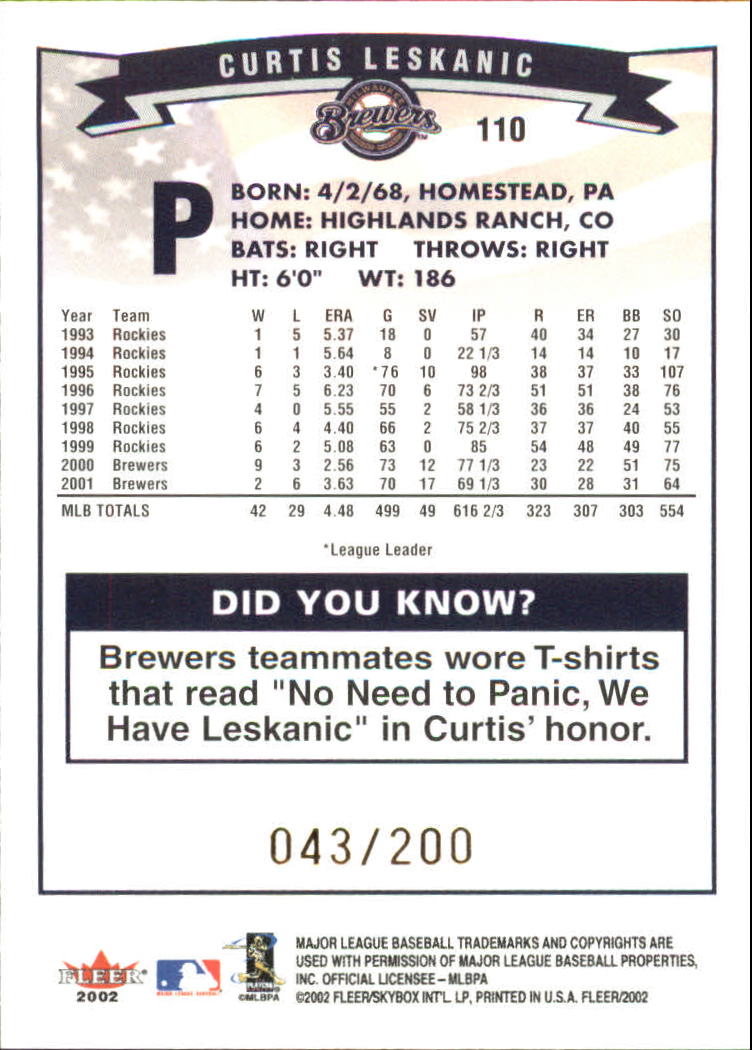 CURTIS LESKANIC
MILWAUKEE
Brewers
TM
110
P
BORN: 4/2/68, HOMESTEAD, PA
HOME: HIGHLANDS RANCH, CO
BATS: RIGHT THROWS: RIGHT
HT: 6'0" WT: 186
Year Team W L ERA G SV IP R ER BB SO
1993 Rockies 1 5 5.37 18 0 57 40 34 27 30
1994 Rockies 1 1 5.64 8 0 22 1/3 14 14 10 17
1995 Rockies 6 3 3.40 *76 10 98 38 37 33 107
1996 Rockies 7 5 6.23 70 6 73 2/3 51 51 38 76
1997 Rockies 4 0 5.55 55 2 58 1/3 36 36 24 53
1998 Rockies 6 4 4.40 66 2 75 2/3 37 37 40 55
1999 Rockies 6 2 5.08 63 0 85 54 48 49 77
2000 Brewers 9 3 2.56 73 12 77 1/3 23 22 51 75
2001 Brewers 2 6 3.63 70 17 69 1/3 30 28 31 64
MLB TOTALS 42 29 4.48 499 49 616 2/3 323 307 303 554
*League Leader
DID YOU KNOW?
Brewers teammates wore T-shirts
that read "No Need to Panic, We
Have Leskanic" in Curtis' honor.
043/200
FLEER
2002
MAJOR LEAGUE BASEBALL
PLAYERS
©MLBPA
MAJOR LEAGUE BASEBALL TRADEMARKS AND COPYRIGHTS ARE
USED WITH PERMISSION OF MAJOR LEAGUE BASEBALL PROPERTIES,
INC. OFFICIAL LICENSEE – MLBPA
©2002 FLEER/SKYBOX INT'L. LP, PRINTED IN U.S.A. FLEER/2002